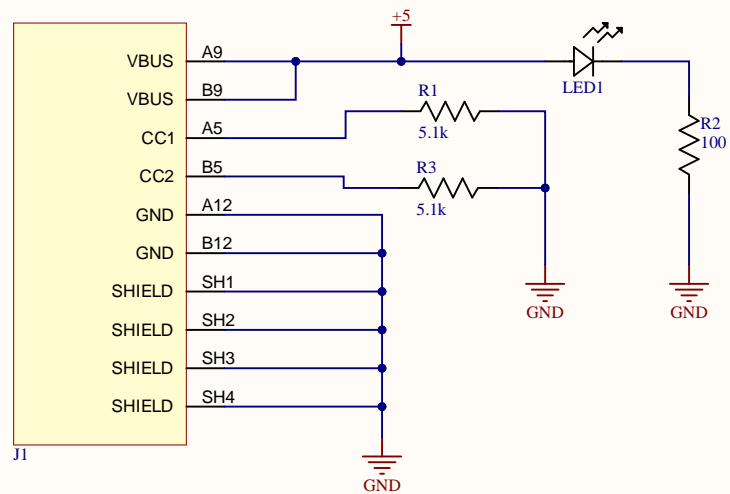 +5
VBUS A9
VBUS B9
CC1 A5
CC2 B5
GND A12
GND B12
SHIELD SH1
SHIELD SH2
SHIELD SH3
SHIELD SH4
J1
R1
5.1k
R3
5.1k
LED1
R2
100
GND
GND
GND